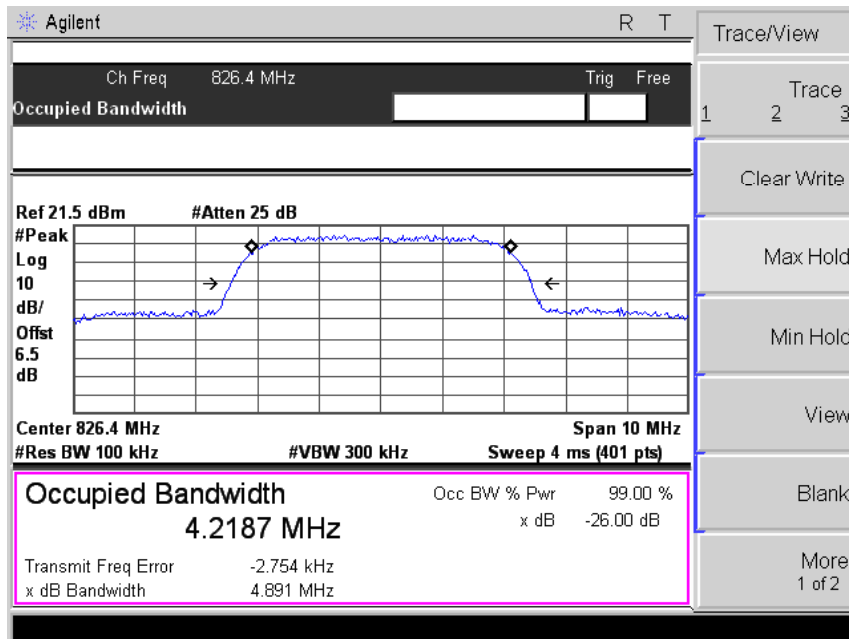 Agilent R T
Trace/View
Ch Freq 826.4 MHz Trig Free
Occupied Bandwidth
Trace
1 2 3
Clear Write
Ref 21.5 dBm #Atten 25 dB
#Peak
Log
10
dB/
Offst
6.5
dB
Max Hold
Min Hold
Center 826.4 MHz Span 10 MHz
#Res BW 100 kHz #VBW 300 kHz Sweep 4 ms (401 pts)
View
Occupied Bandwidth Occ BW % Pwr 99.00 %
4.2187 MHz x dB -26.00 dB
Transmit Freq Error -2.754 kHz
x dB Bandwidth 4.891 MHz
Blank
More
1 of 2